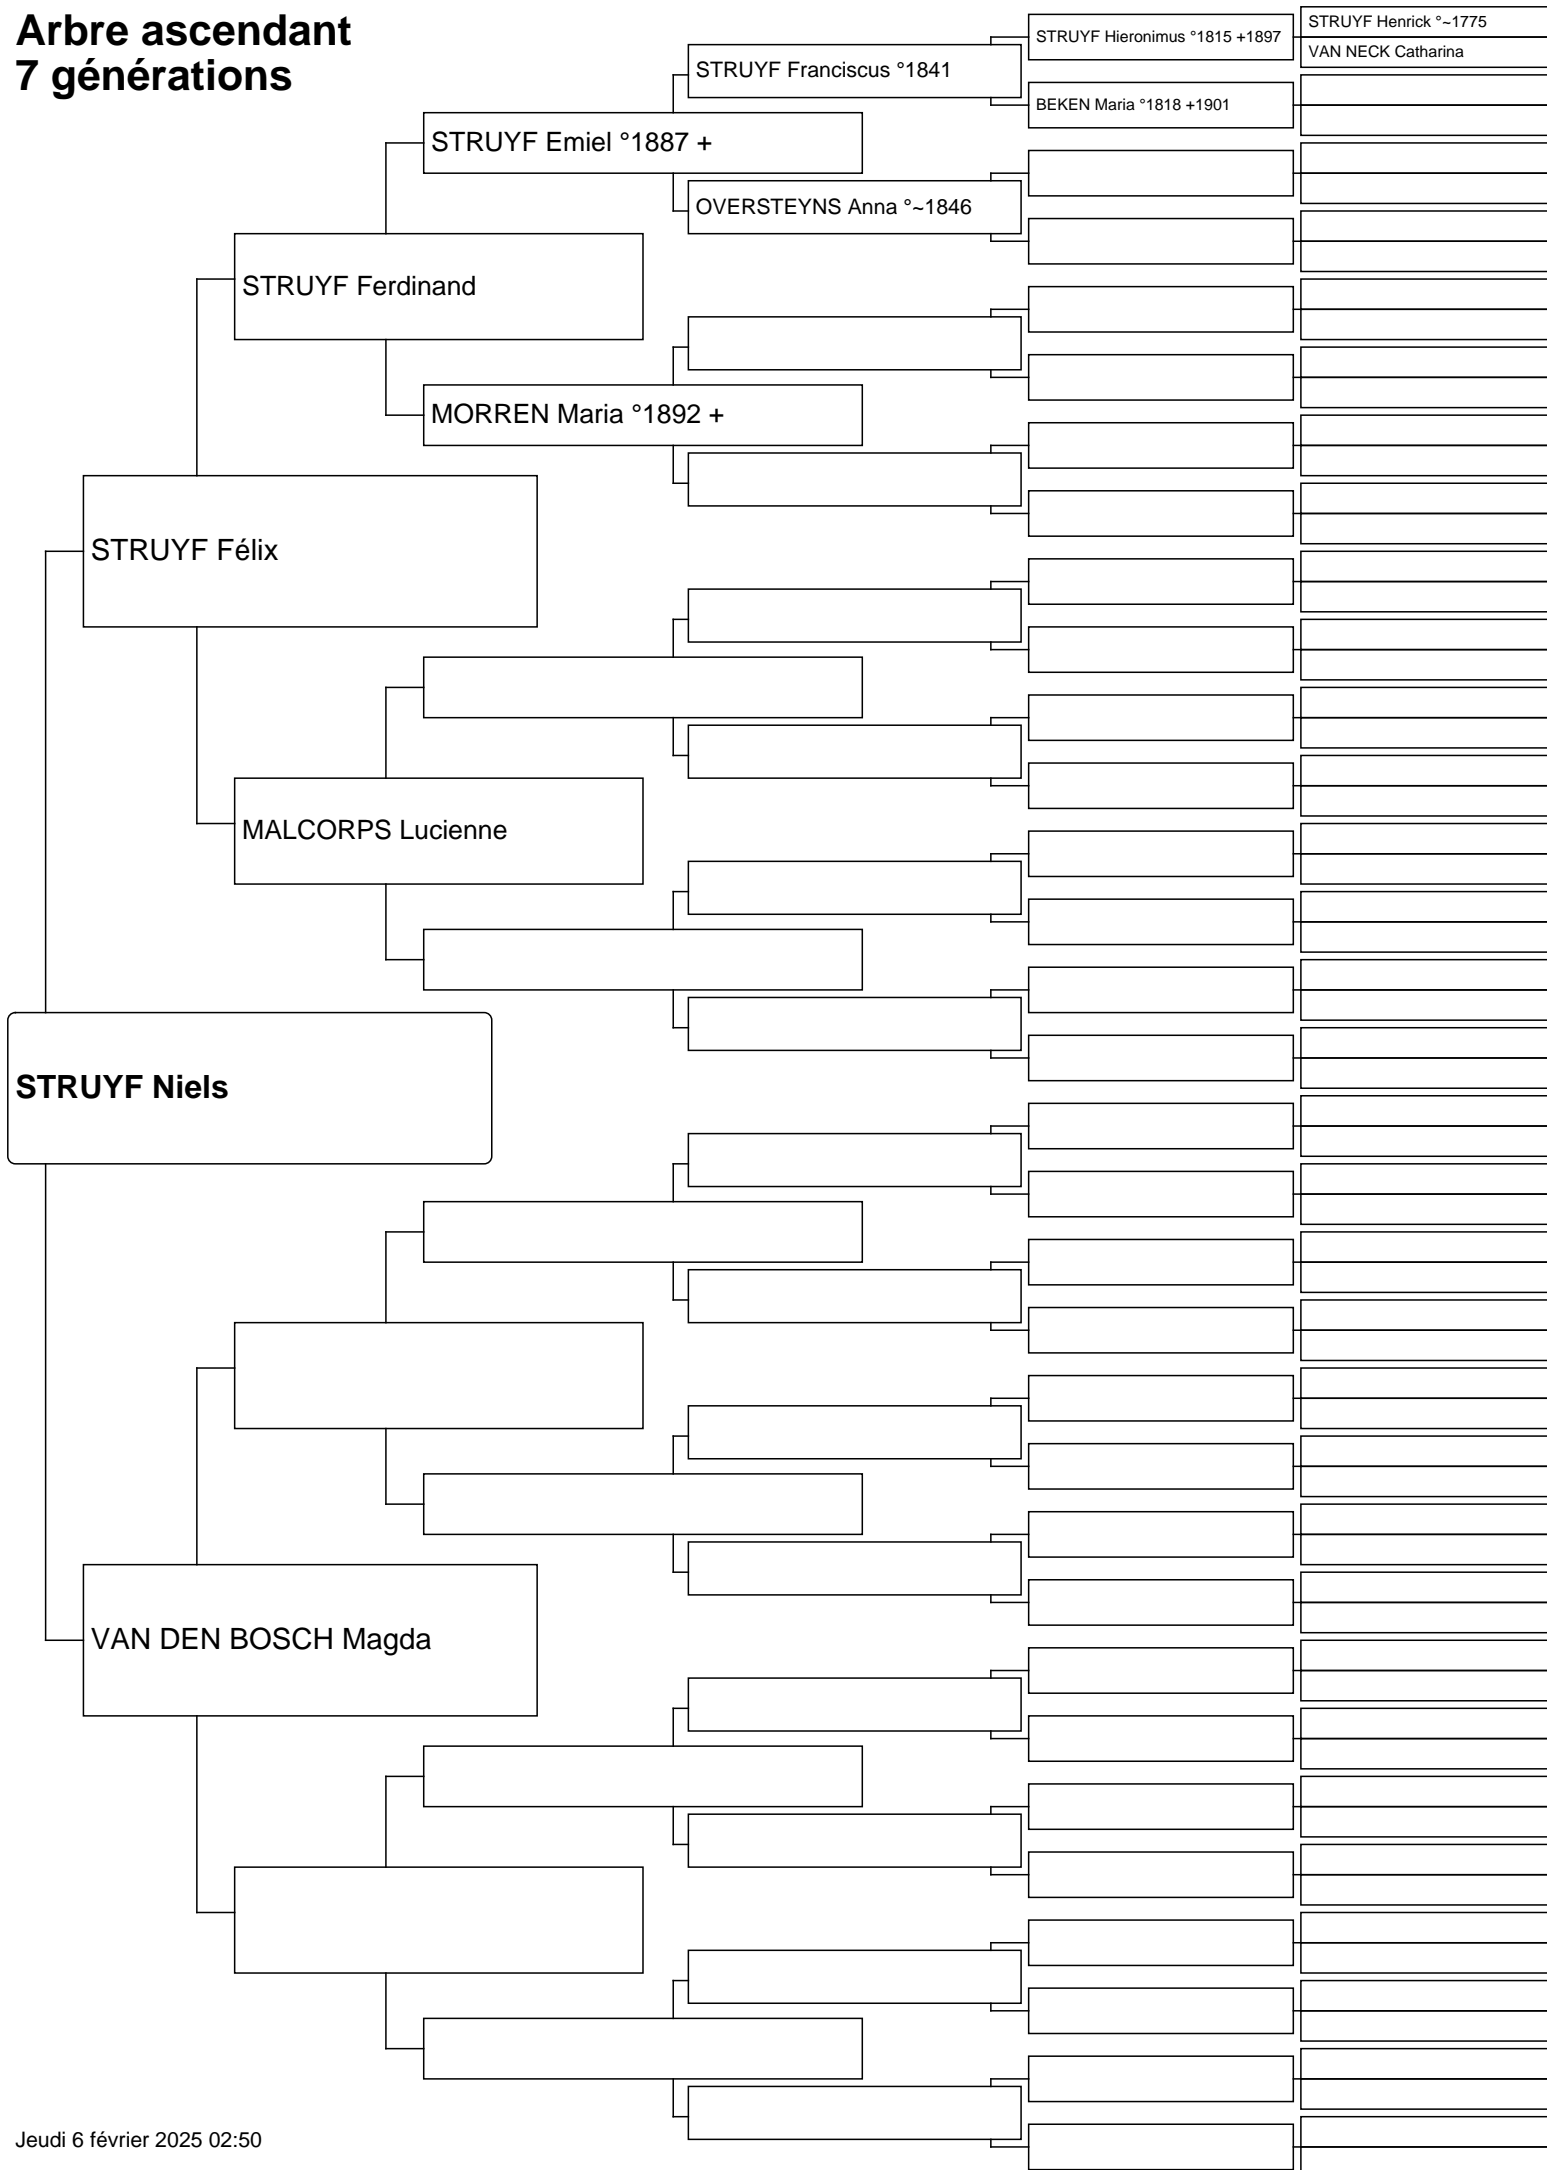 Arbre ascendant
7 générations
STRUYF Hieronimus °1815 +1897
STRUYF Henrick °~1775
VAN NECK Catharina
STRUYF Franciscus °1841
BEKEN Maria °1818 +1901
STRUYF Emiel °1887 +
OVERSTEYNS Anna °~1846
STRUYF Ferdinand
MORREN Maria °1892 +
STRUYF Félix
MALCORPS Lucienne
STRUYF Niels
VAN DEN BOSCH Magda
Jeudi 6 février 2025 02:50